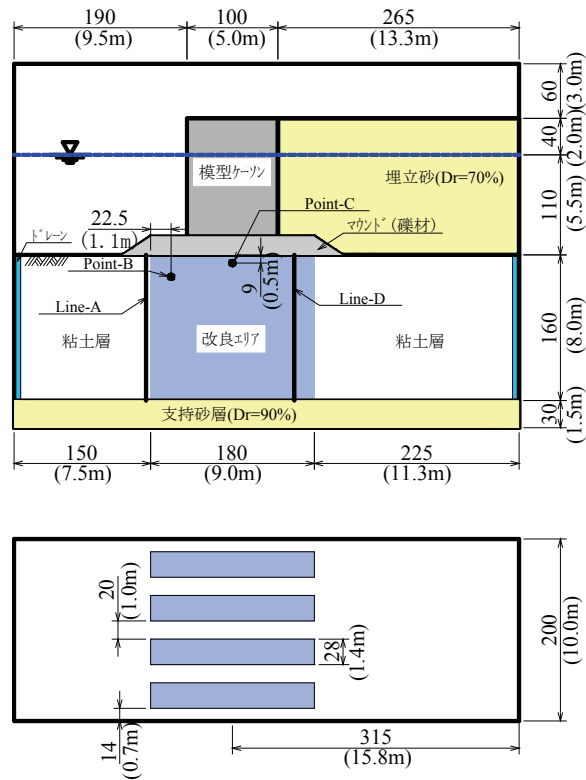 190
(9.5m)
100
(5.0m)
265
(13.3m)
60
(3.0m)
40
(2.0m)
模型ケーソン
埋立砂(Dr=70%)
110
(5.5m)
22.5
(1.1m)
Point-C
マウンド(礫材)
ドレーン
Point-B
9
(0.5m)
Line-A
Line-D
粘土層
改良エリア
粘土層
160
(8.0m)
支持砂層(Dr=90%)
30
(1.5m)
150
(7.5m)
180
(9.0m)
225
(11.3m)
20
(1.0m)
28
(1.4m)
200
(10.0m)
14
(0.7m)
315
(15.8m)